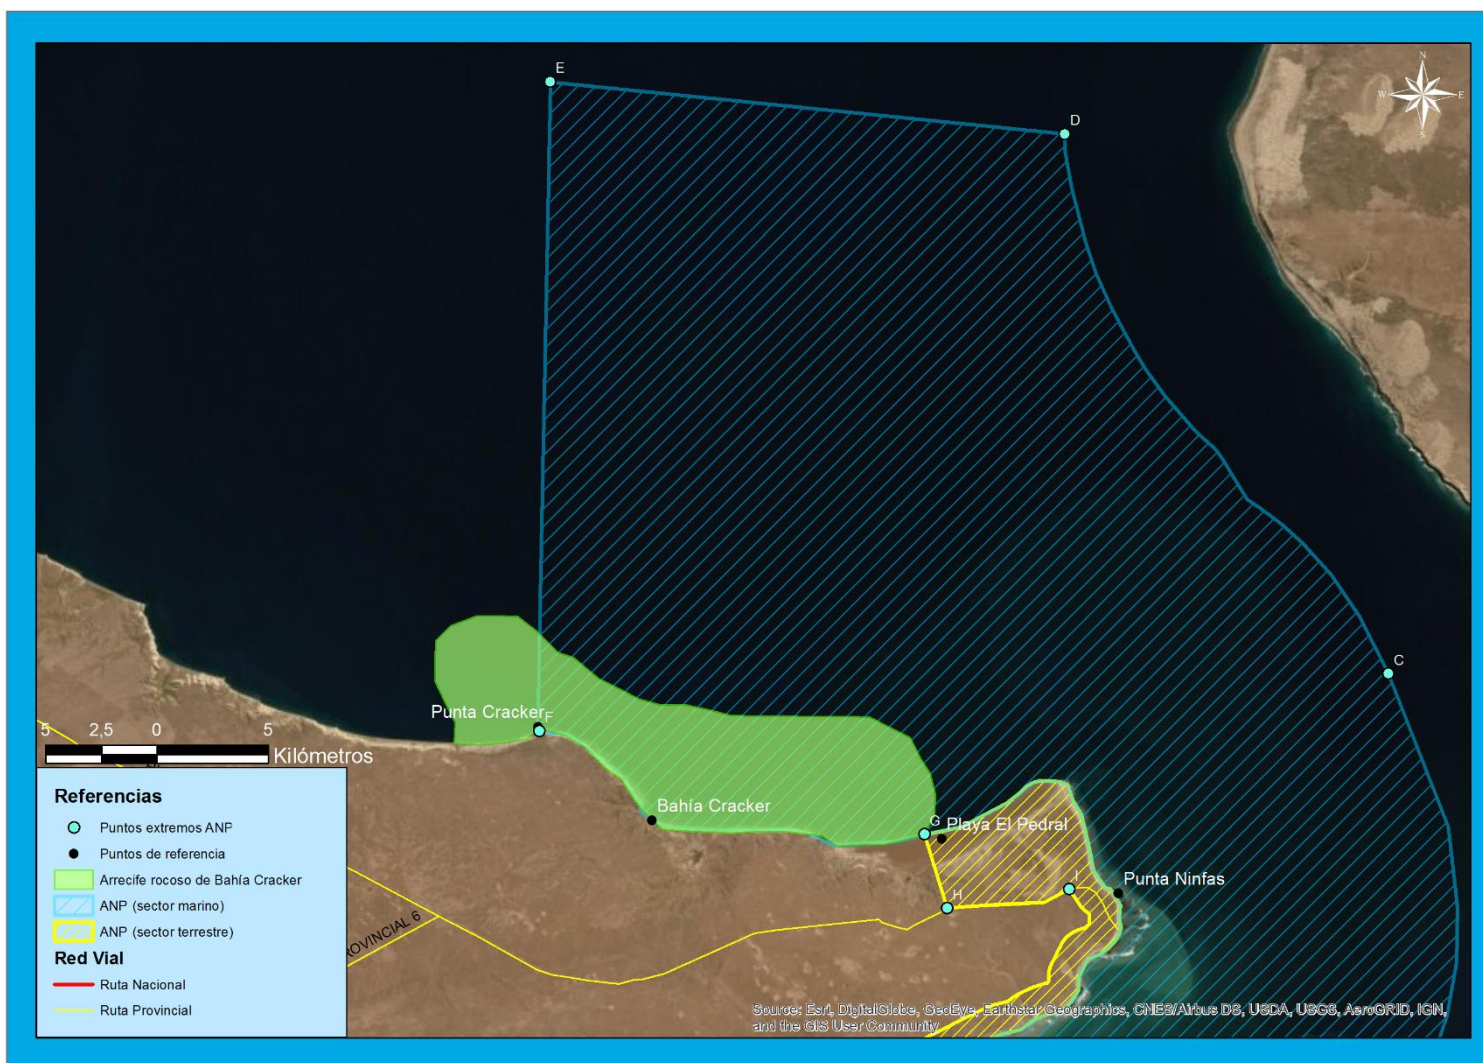 E
D
N
W
E
S
C
Punta Cracker
F
5 2,5 0 5
Kilómetros
Bahía Cracker
G
Playa El Pedral
I
Punta Ninfas
H
ROVINCIAL 6
Referencias
Puntos extremos ANP
Puntos de referencia
Arrecife rocoso de Bahía Cracker
ANP (sector marino)
ANP (sector terrestre)
Red Vial
Ruta Nacional
Ruta Provincial
Source: Esri, DigitalGlobe, GeoEye, Earthstar Geographics, CNES/Airbus DS, USDA, USGS, AeroGRID, IGN,
and the GIS User Community